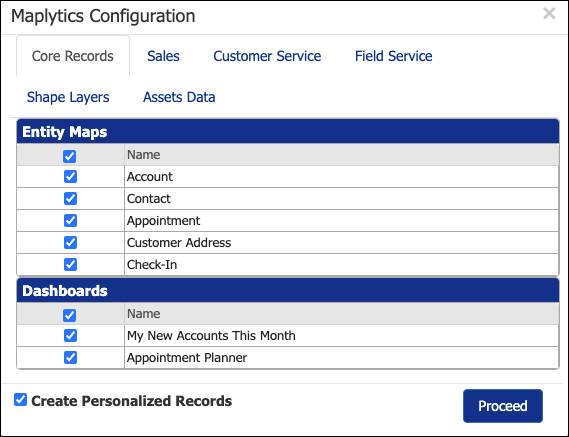 Maplytics Configuration
Core Records Sales Customer Service Field Service
Shape Layers Assets Data
Entity Maps
Name
Account
Contact
Appointment
Customer Address
Check-In
Dashboards
Name
My New Accounts This Month
Appointment Planner
Create Personalized Records Proceed